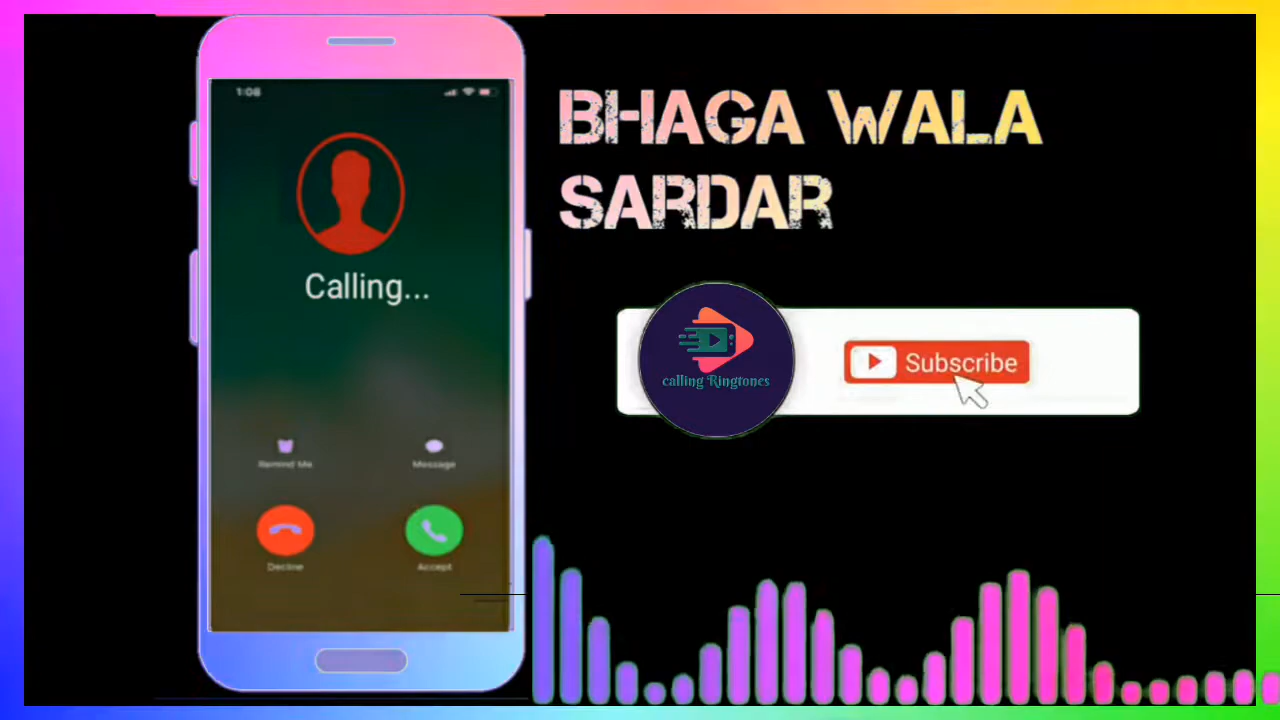 1:08
BHAGA WALA
SARDAR
Calling...
calling Ringtones
Subscribe
Remind Me
Message
Decline
Accept